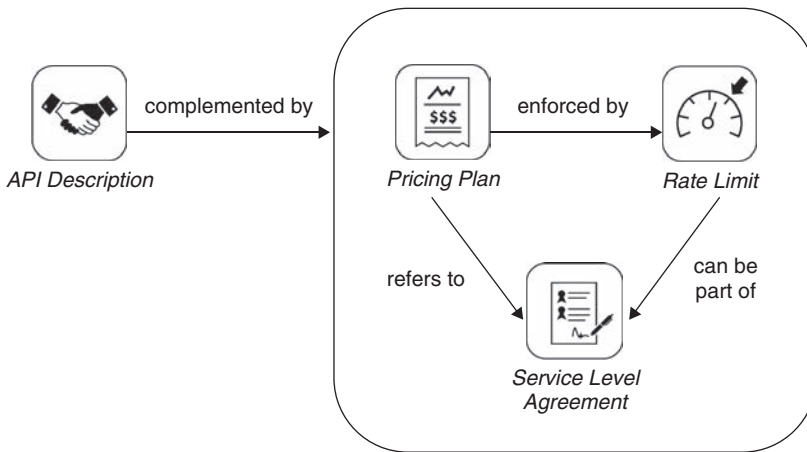 complemented by
API Description
$$$
enforced by
Pricing Plan
Rate Limit
refers to
can be
part of
Service Level
Agreement